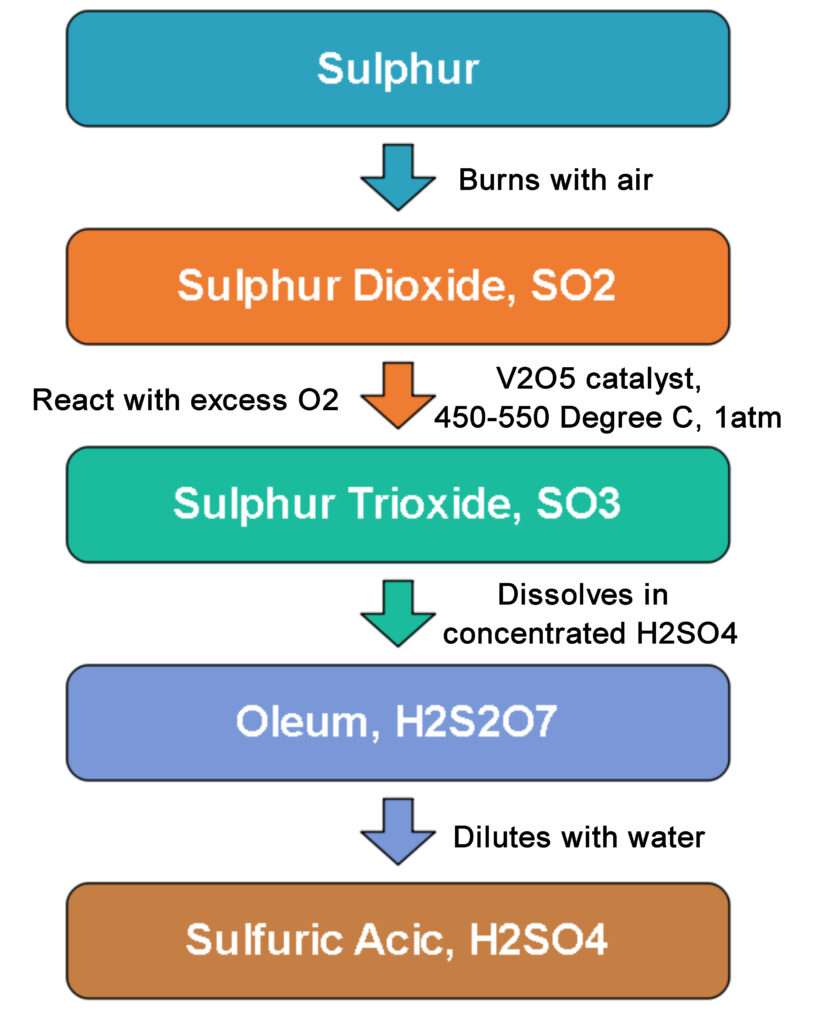 Sulphur
Burns with air
Sulphur Dioxide, SO2
React with excess O2
V2O5 catalyst,
450-550 Degree C, 1atm
Sulphur Trioxide, SO3
Dissolves in
concentrated H2SO4
Oleum, H2S2O7
Dilutes with water
Sulfuric Acic, H2SO4